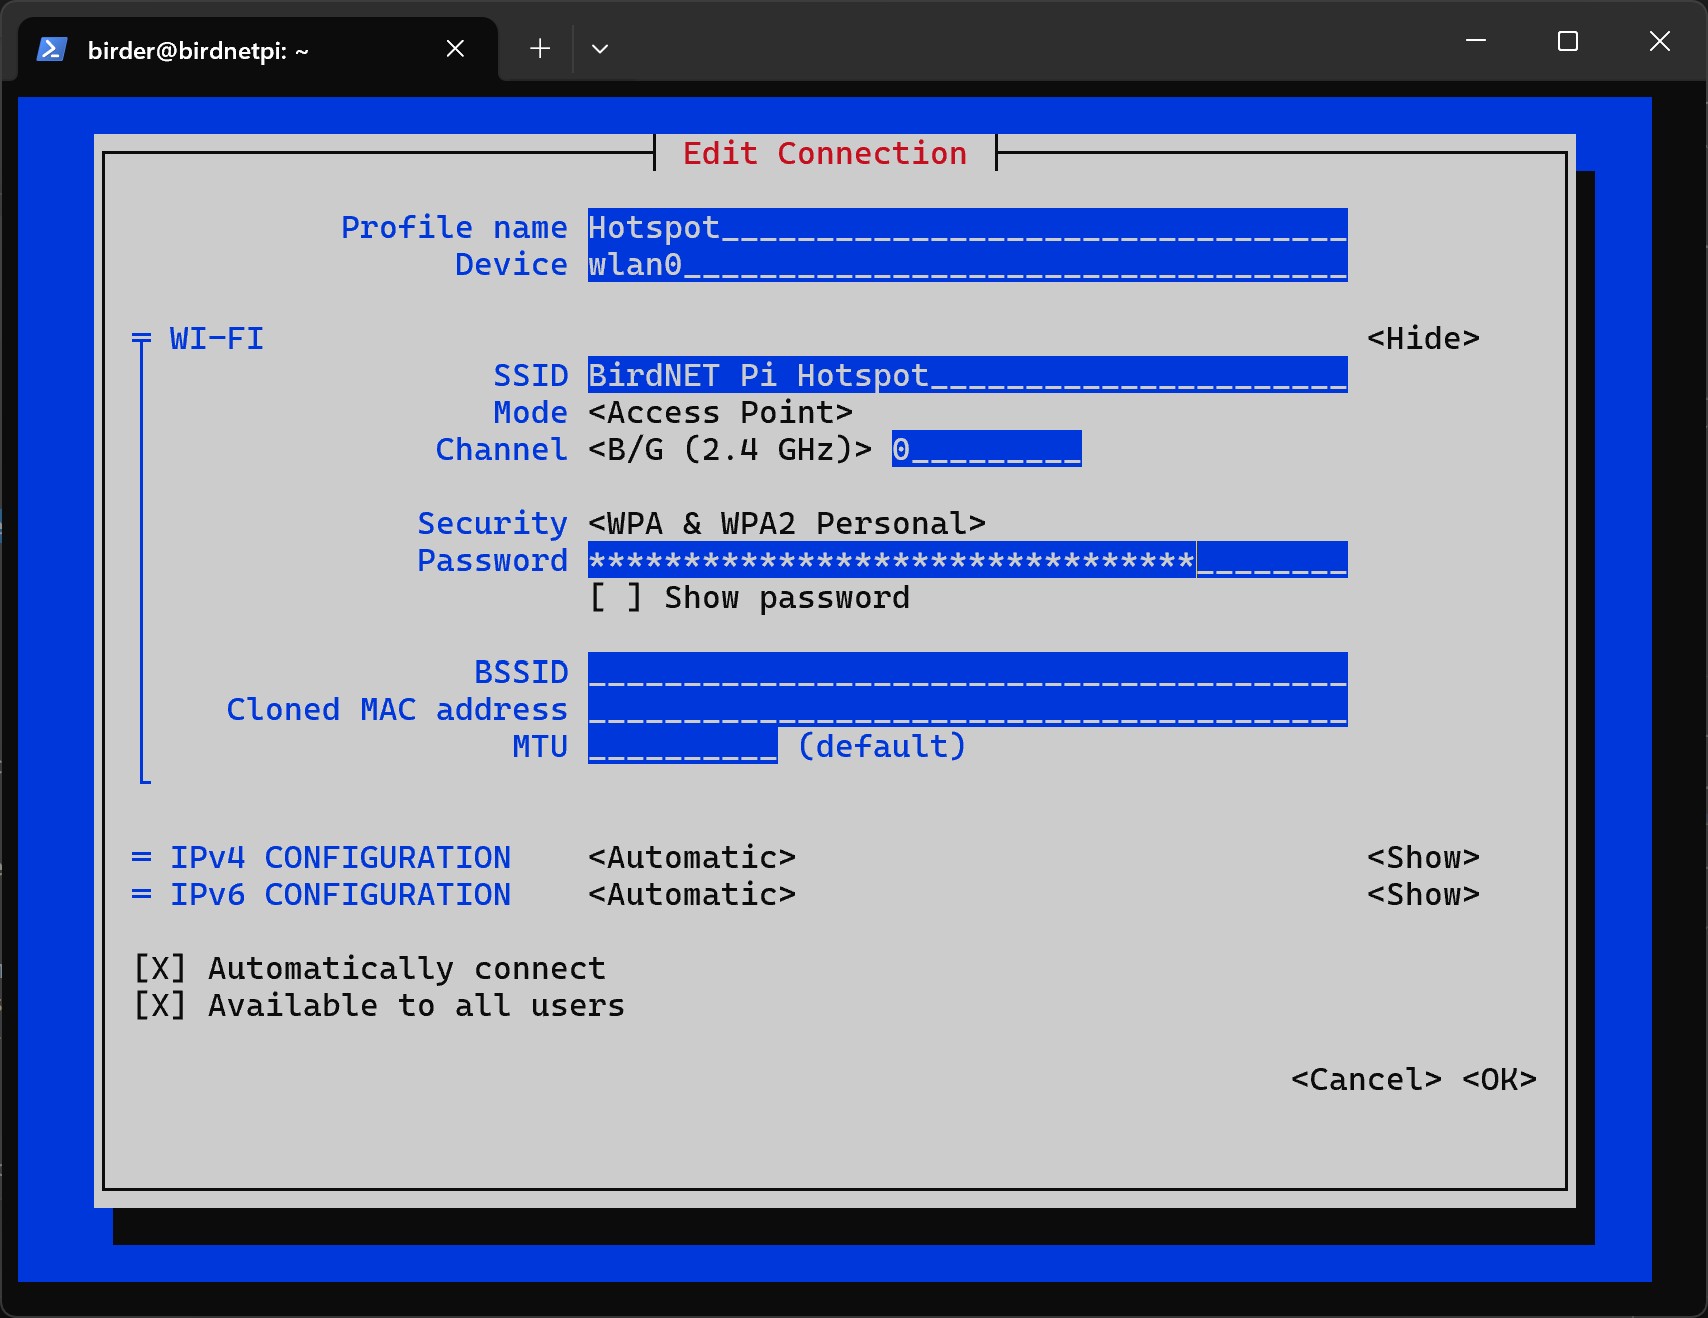 birder@birdnetpi: ~
Edit Connection
Profile name Hotspot_________________________________
Device wlan0___________________________________
= WI-FI <Hide>
SSID BirdNET Pi Hotspot______________________
Mode <Access Point>
Channel <B/G (2.4 GHz)> 0_________
Security <WPA & WPA2 Personal>
Password ********************************________
[ ] Show password
BSSID ________________________________________
Cloned MAC address ________________________________________
MTU __________ (default)
= IPv4 CONFIGURATION <Automatic> <Show>
= IPv6 CONFIGURATION <Automatic> <Show>
[X] Automatically connect
[X] Available to all users
<Cancel> <OK>